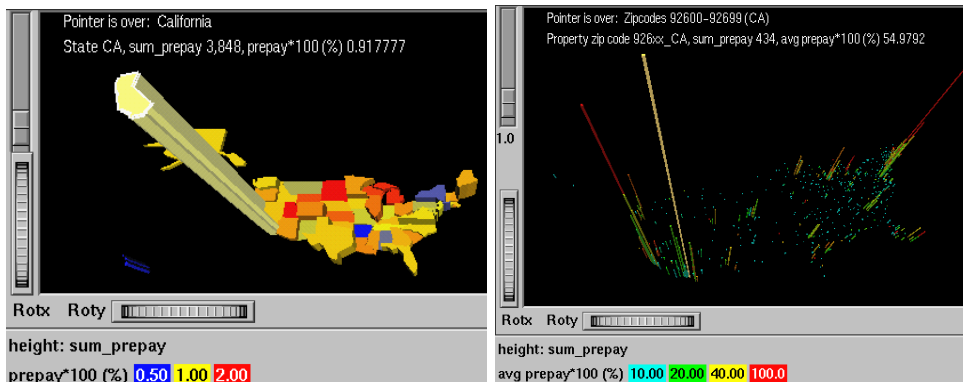 Pointer is over: California
State CA, sum_prepay 3,848, prepay*100 (%) 0.917777
Rotx Roty
height: sum_prepay
prepay*100 (%) 0.50 1.00 2.00
Pointer is over: Zipcodes 92600-92699 (CA)
Property zip code 926xx_CA, sum_prepay 434, avg prepay*100 (%) 54.9792
1.0
Rotx Roty
height: sum_prepay
avg prepay*100 (%) 10.00 20.00 40.00 100.0